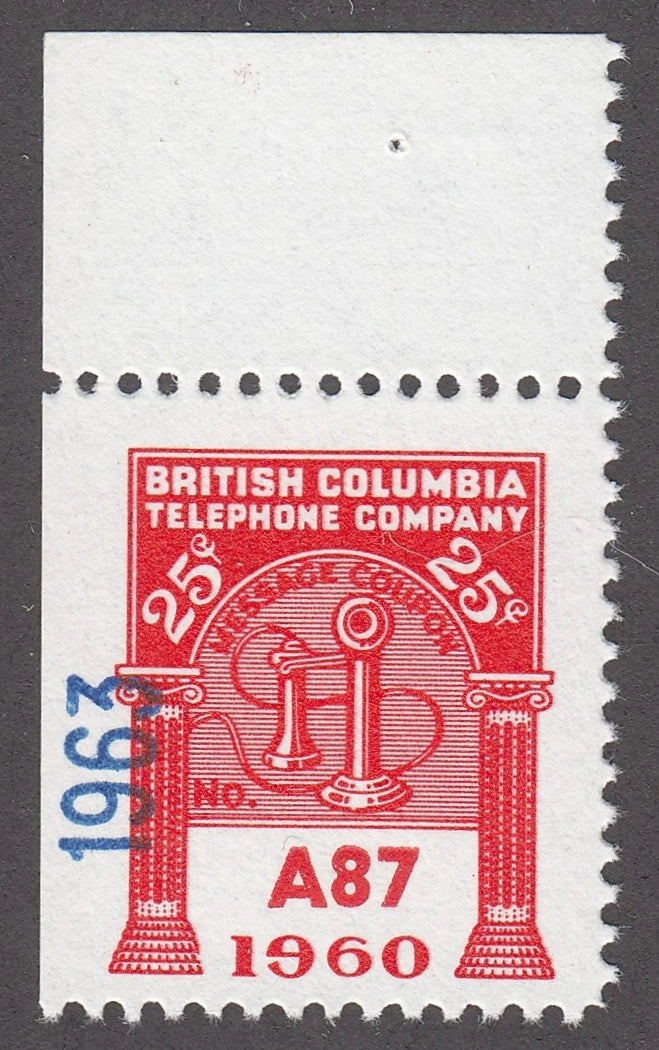 BRITISH COLUMBIA
TELEPHONE COMPANY
25¢ 25¢
MESSAGE COUPON
1963
NO.
A87
1960